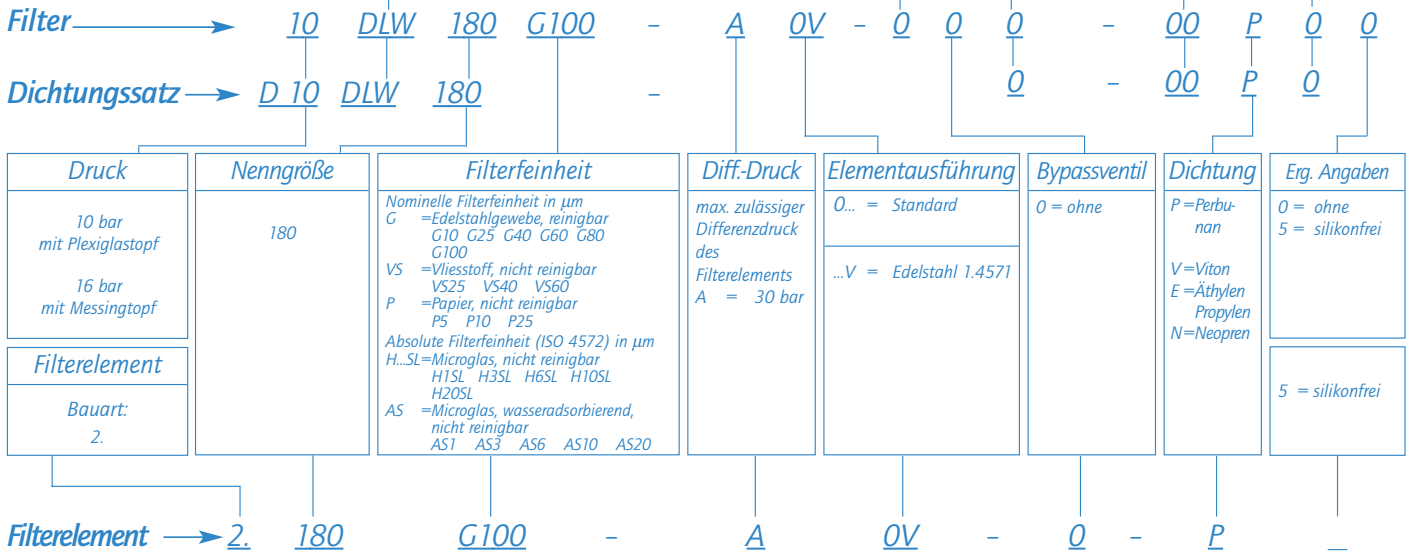 Filter 10 DLW 180 G100 – A 0V – 0 0 0 – 00 P 0 0
Dichtungssatz D 10 DLW 180 – 0 – 00 P 0
Druck
10 bar
mit Plexiglastopf
16 bar
mit Messingtopf
Filterelement
Bauart:
2.
Nenngröße
180
Filterfeinheit
Nominelle Filterfeinheit in μm
G =Edelstahlgewebe, reinigbar
G10 G25 G40 G60 G80
G100
VS =Vliesstoff, nicht reinigbar
VS25 VS40 VS60
P =Papier, nicht reinigbar
P5 P10 P25
Absolute Filterfeinheit (ISO 4572) in μm
H...SL=Microglas, nicht reinigbar
H1SL H3SL H6SL H10SL
H20SL
AS =Microglas, wasseradsorbierend,
nicht reinigbar
AS1 AS3 AS6 AS10 AS20
Diff.-Druck
max. zulässiger
Differenzdruck
des
Filterelements
A = 30 bar
Elementausführung
0... = Standard
...V = Edelstahl 1.4571
Bypassventil
0 = ohne
Dichtung
P =Perbu-
nan
V =Viton
E =Äthylen
Propylen
N=Neopren
Erg. Angaben
0 = ohne
5 = silikonfrei
5 = silikonfrei
Filterelement 2. 180 G100 – A 0V – 0 – P _